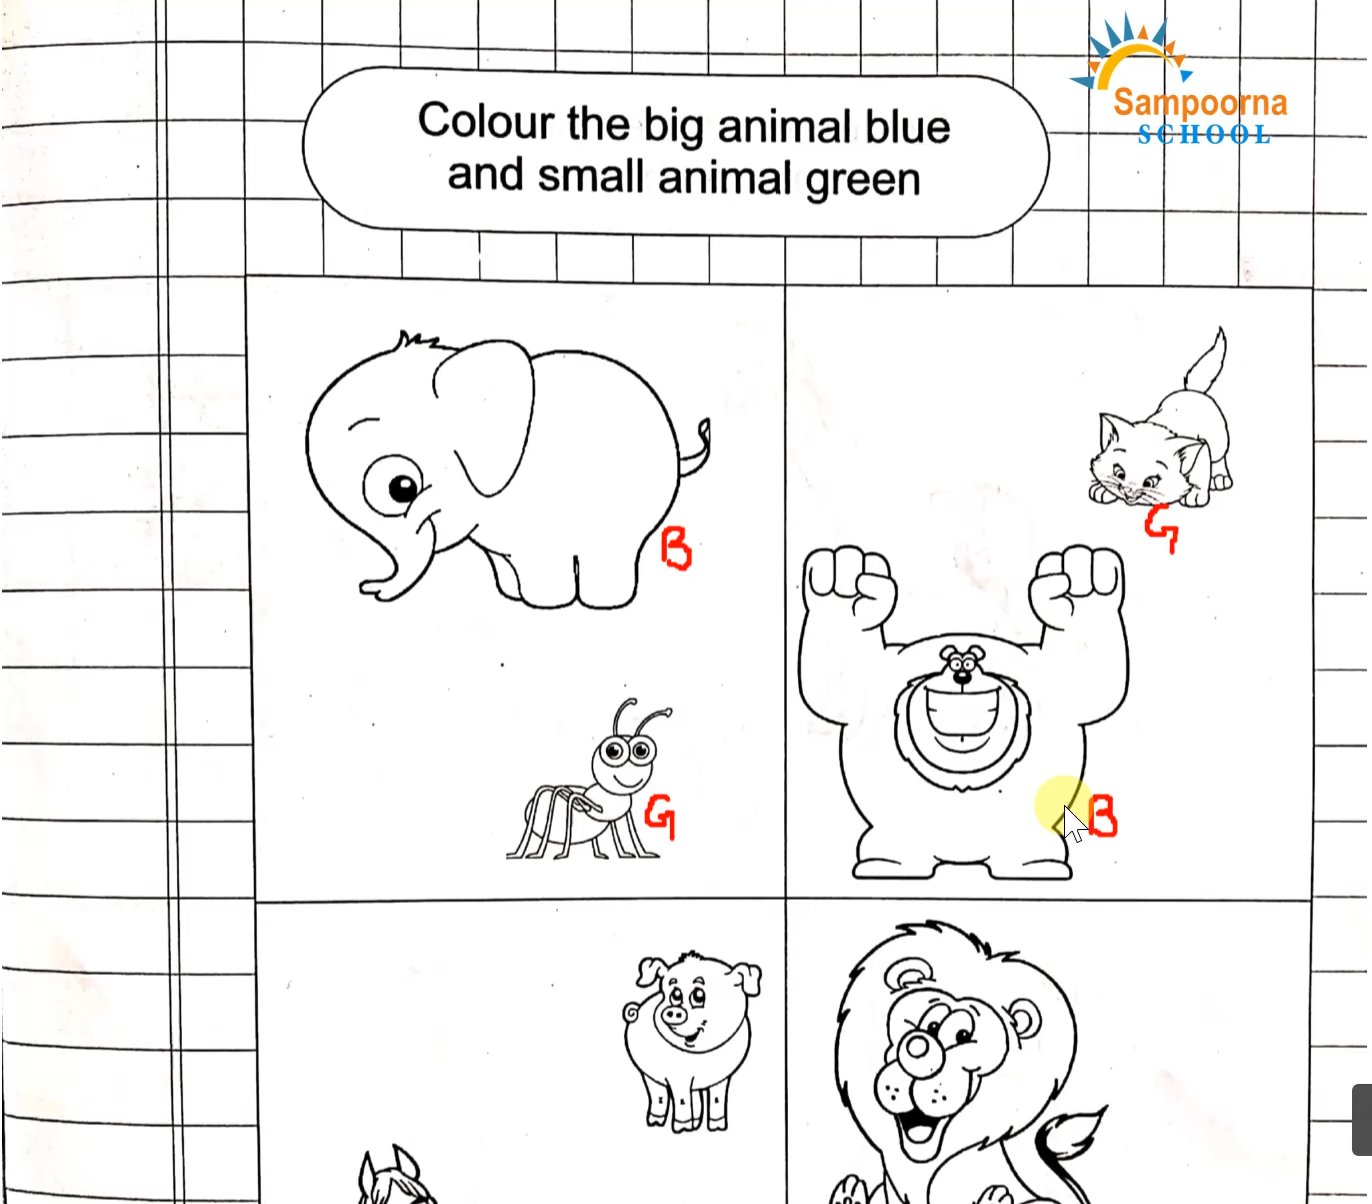 Sampoorna
SCHOOL
Colour the big animal blue
and small animal green
B
G
G
B